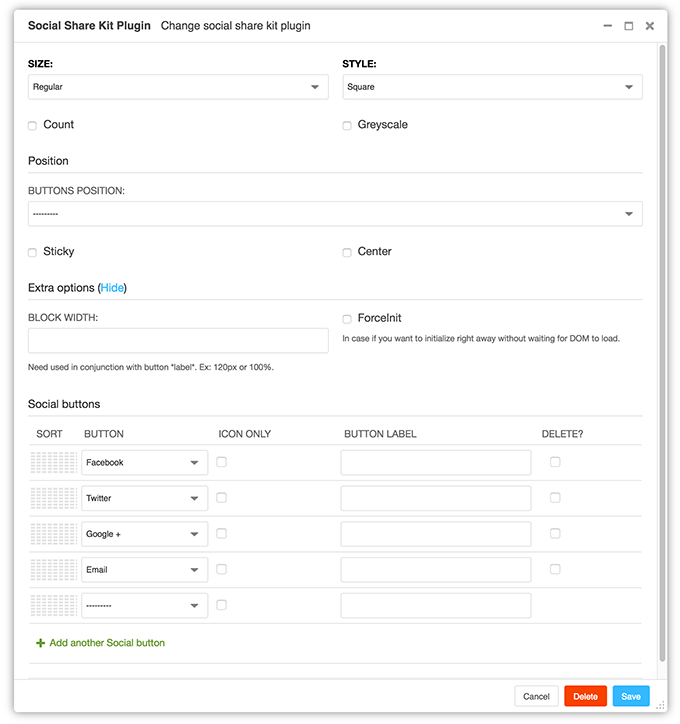 Social Share Kit Plugin Change social share kit plugin
SIZE: STYLE:
Regular Square
Count Greyscale
Position
BUTTONS POSITION:
---------
Sticky Center
Extra options (Hide)
BLOCK WIDTH: ForceInit
In case if you want to initialize right away without waiting for DOM to load.
Need used in conjunction with button *label*. Ex: 120px or 100%.
Social buttons
SORT BUTTON ICON ONLY BUTTON LABEL DELETE?
Facebook
Twitter
Google +
Email
---------
Add another Social button
Cancel Delete Save